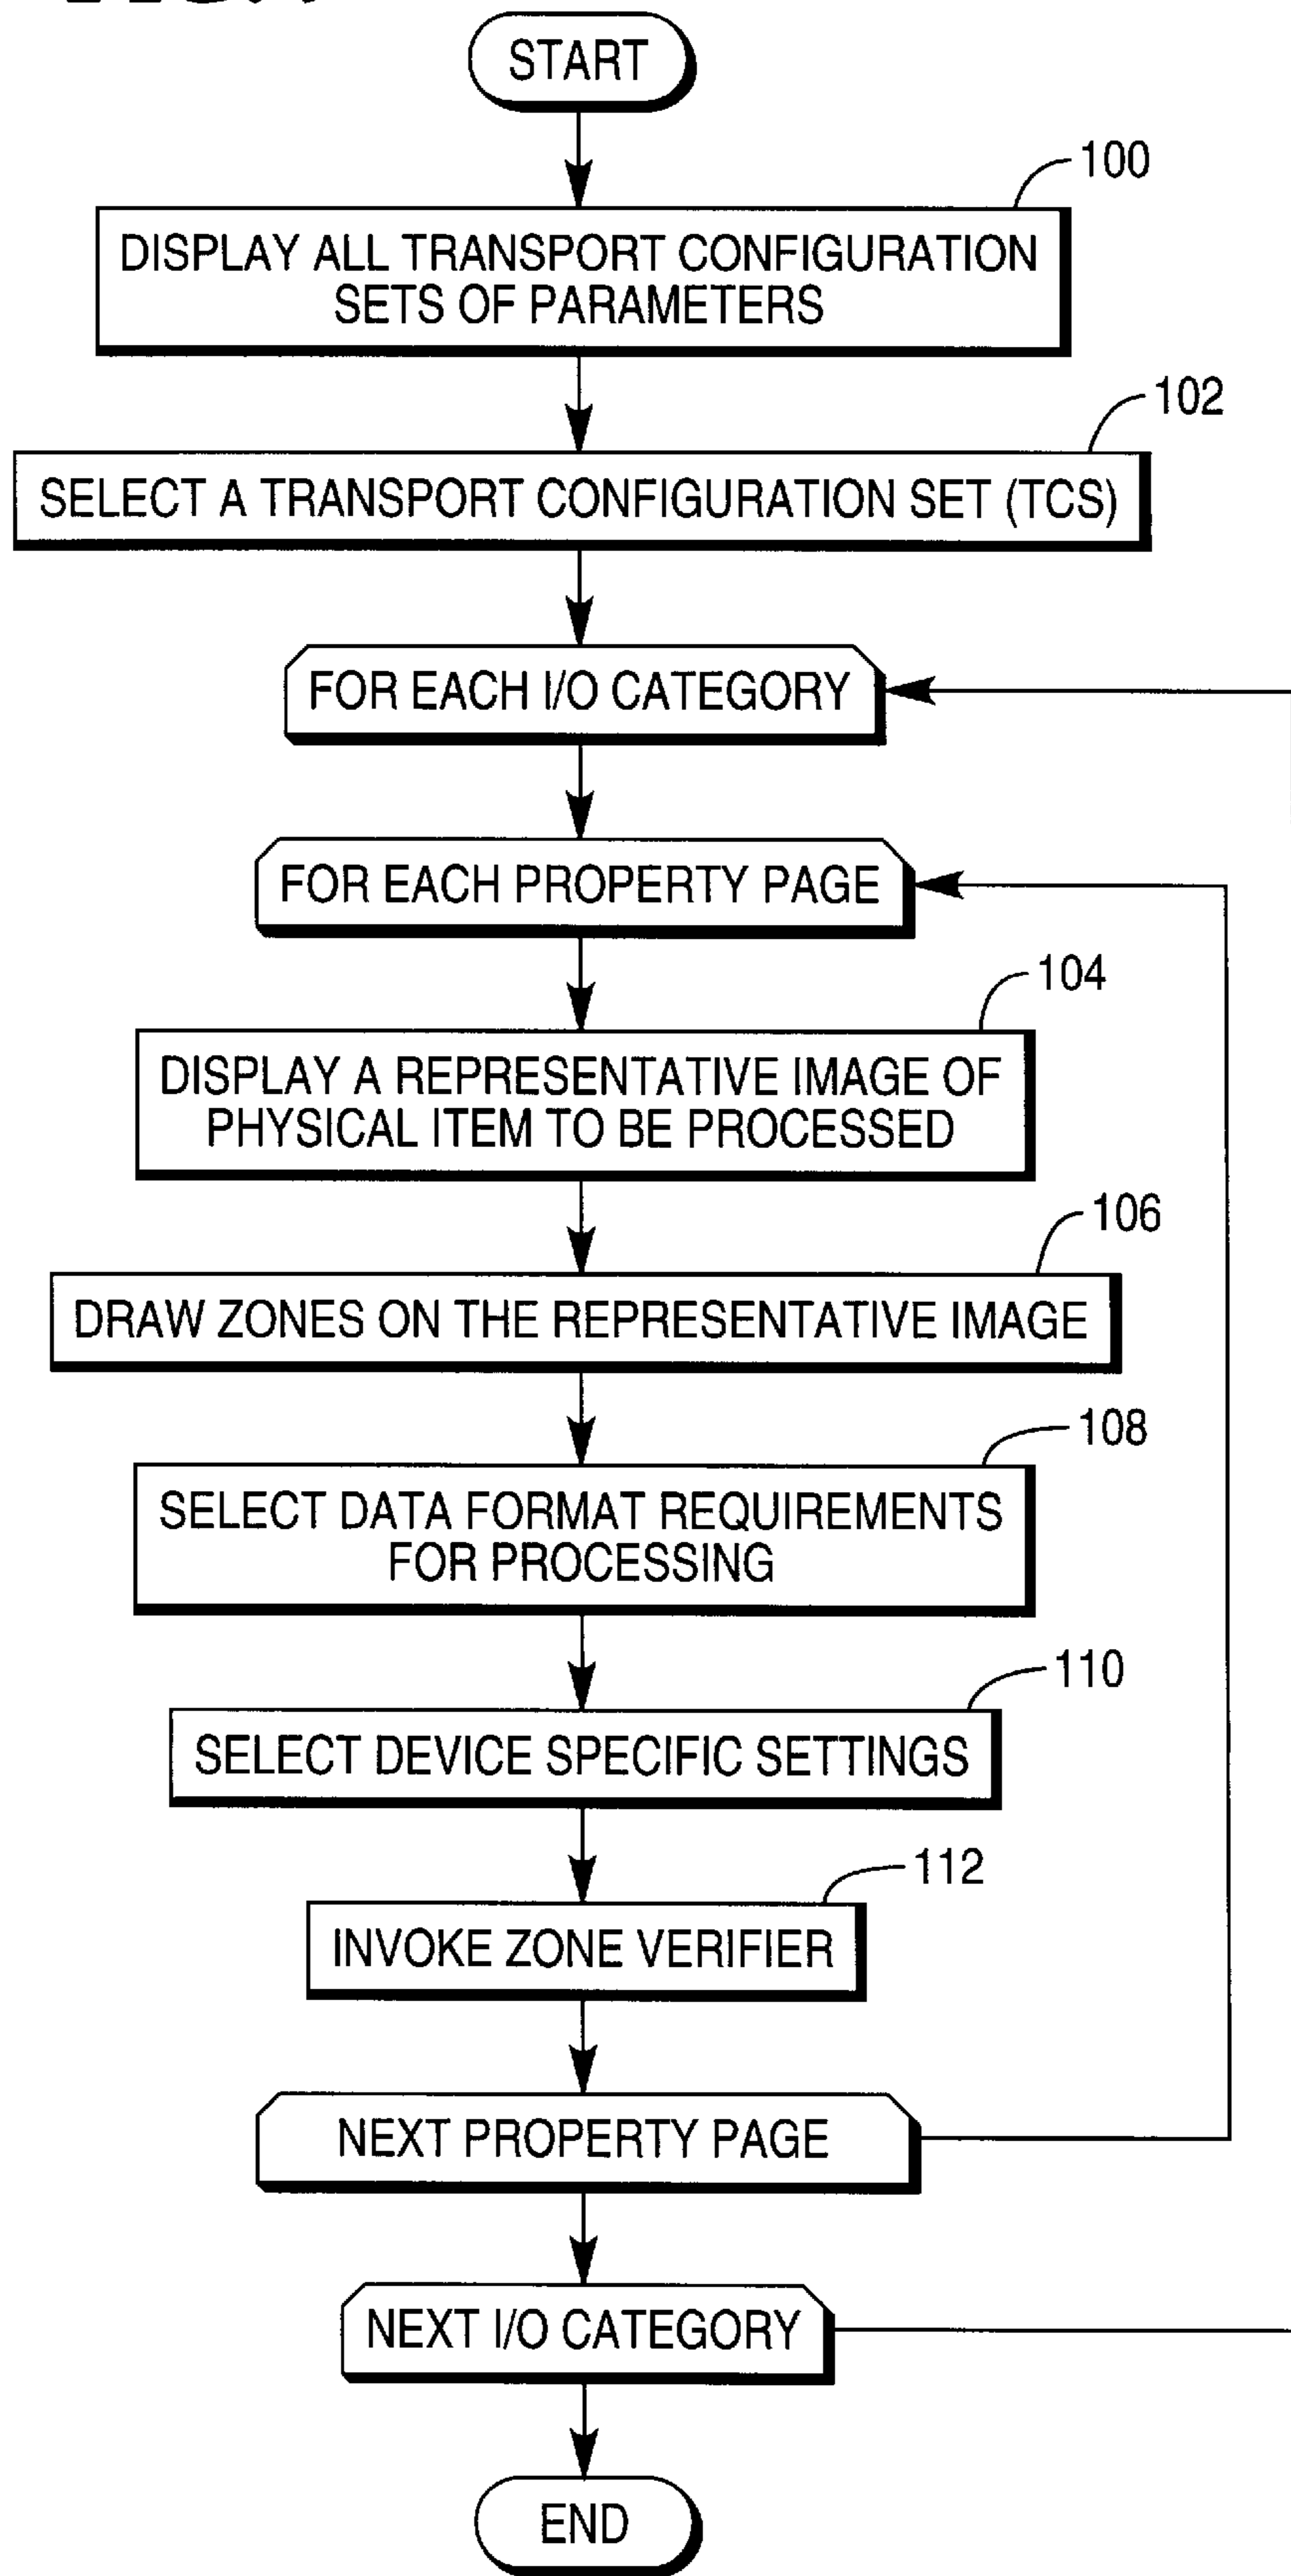 START
100
DISPLAY ALL TRANSPORT CONFIGURATION
SETS OF PARAMETERS
102
SELECT A TRANSPORT CONFIGURATION SET (TCS)
FOR EACH I/O CATEGORY
FOR EACH PROPERTY PAGE
104
DISPLAY A REPRESENTATIVE IMAGE OF
PHYSICAL ITEM TO BE PROCESSED
106
DRAW ZONES ON THE REPRESENTATIVE IMAGE
108
SELECT DATA FORMAT REQUIREMENTS
FOR PROCESSING
110
SELECT DEVICE SPECIFIC SETTINGS
112
INVOKE ZONE VERIFIER
NEXT PROPERTY PAGE
NEXT I/O CATEGORY
END